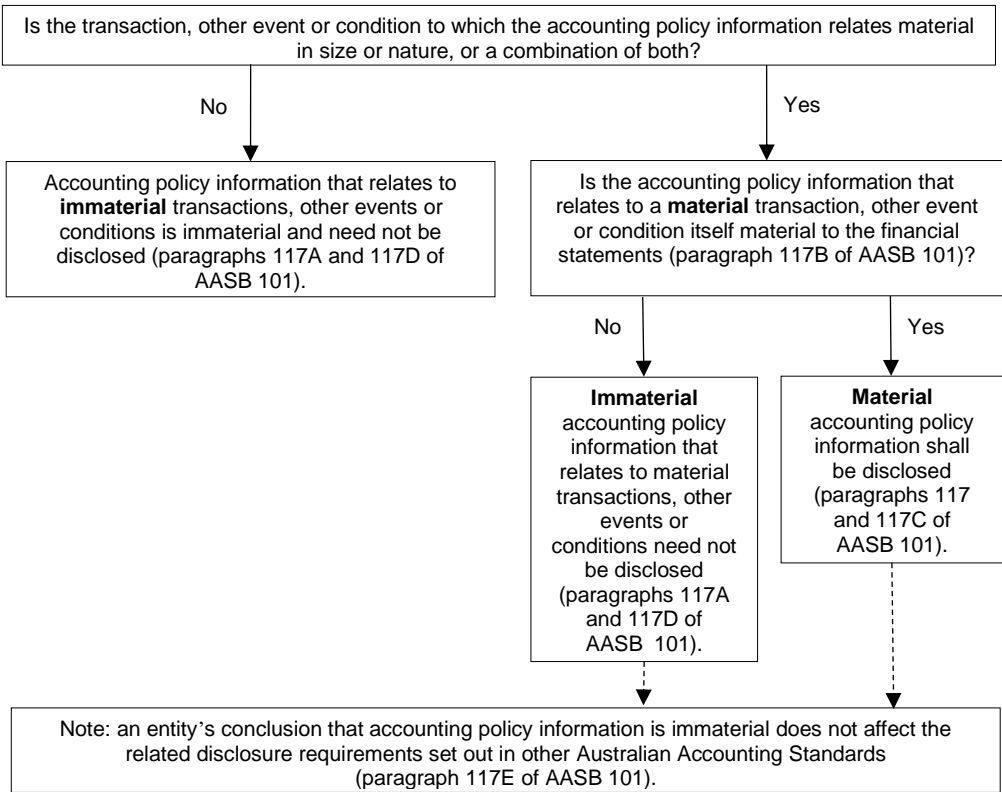 Is the transaction, other event or condition to which the accounting policy information relates material
in size or nature, or a combination of both?
No
Yes
Accounting policy information that relates to
immaterial transactions, other events or
conditions is immaterial and need not be
disclosed (paragraphs 117A and 117D of
AASB 101).
Is the accounting policy information that
relates to a material transaction, other event
or condition itself material to the financial
statements (paragraph 117B of AASB 101)?
No
Yes
Immaterial
accounting policy
information that
relates to material
transactions, other
events or
conditions need not
be disclosed
(paragraphs 117A
and 117D of
AASB 101).
Material
accounting policy
information shall
be disclosed
(paragraphs 117
and 117C of
AASB 101).
Note: an entity’s conclusion that accounting policy information is immaterial does not affect the
related disclosure requirements set out in other Australian Accounting Standards
(paragraph 117E of AASB 101).